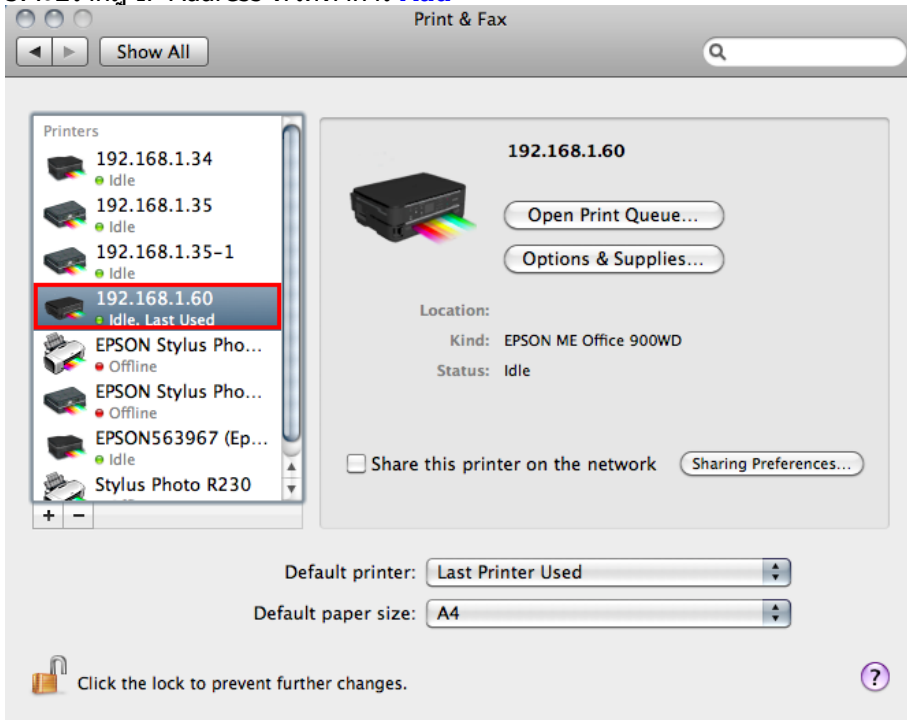 IP Address
Add
Print & Fax
Show All
Printers
192.168.1.34
Idle
192.168.1.35
Idle
192.168.1.35-1
Idle
192.168.1.60
Idle, Last Used
EPSON Stylus Pho...
Offline
EPSON Stylus Pho...
Offline
EPSON563967 (Ep...
Idle
Stylus Photo R230
+ −
192.168.1.60
Open Print Queue...
Options & Supplies...
Location:
Kind: EPSON ME Office 900WD
Status: Idle
Share this printer on the network
Sharing Preferences...
Default printer: Last Printer Used
Default paper size: A4
Click the lock to prevent further changes.
?